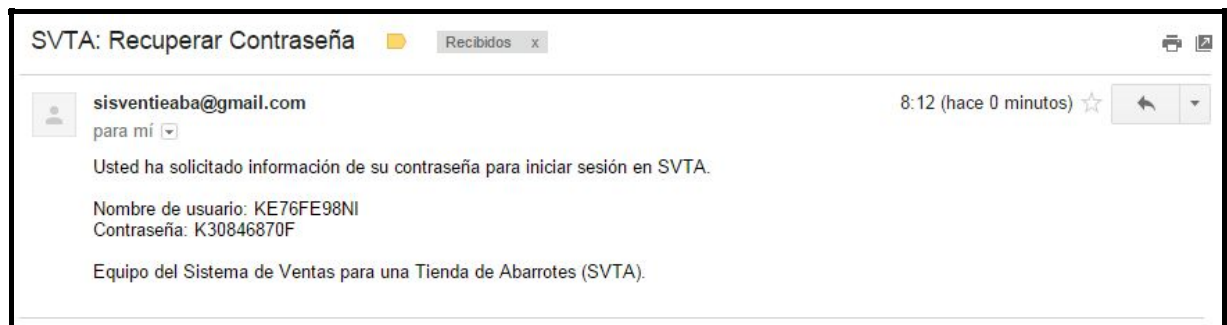 SVTA: Recuperar Contraseña Recibidos x
sisventieaba@gmail.com 8:12 (hace 0 minutos)
para mí
Usted ha solicitado información de su contraseña para iniciar sesión en SVTA.
Nombre de usuario: KE76FE98NI
Contraseña: K30846870F
Equipo del Sistema de Ventas para una Tienda de Abarrotes (SVTA).